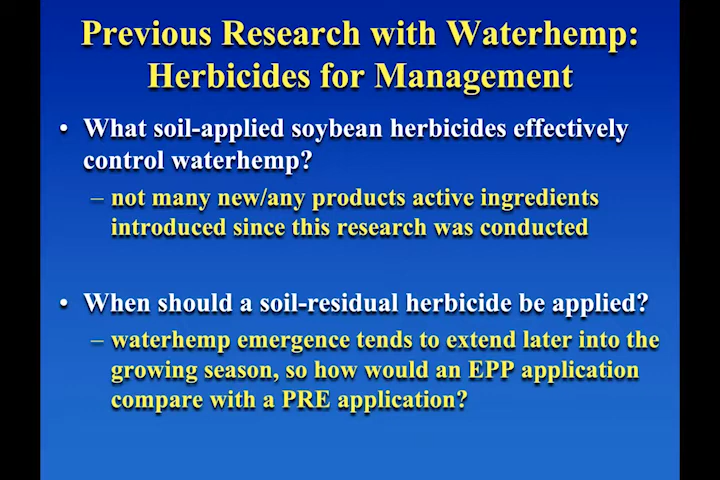 Previous Research with Waterhemp:
Herbicides for Management
• What soil-applied soybean herbicides effectively
control waterhemp?
– not many new/any products active ingredients
introduced since this research was conducted
• When should a soil-residual herbicide be applied?
– waterhemp emergence tends to extend later into the
growing season, so how would an EPP application
compare with a PRE application?